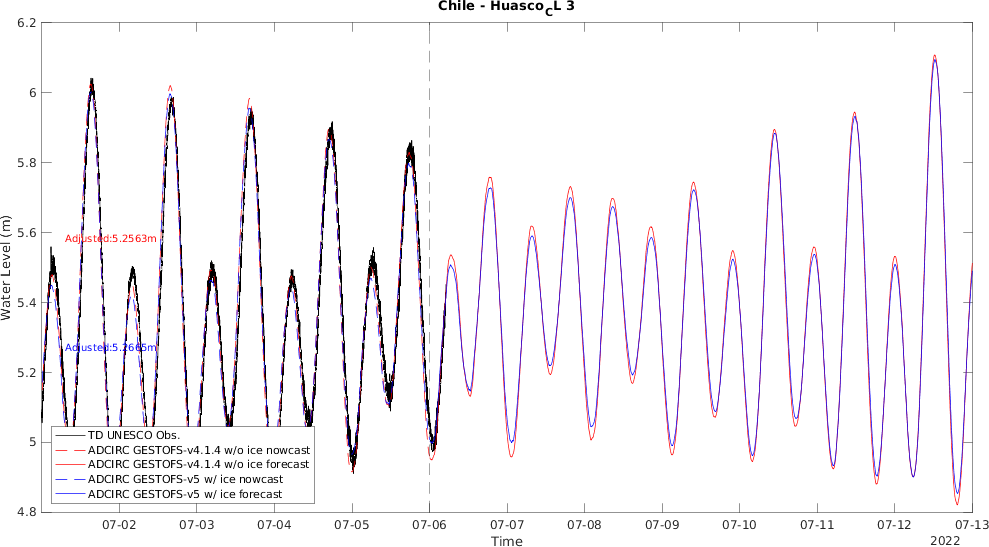 Chile - HuascoCL 3
6.2
6
5.8
5.6
5.4
5.2
5
4.8
Water Level (m)
Adjusted:5.2563m
Adjusted:5.2665m
TD UNESCO Obs.
ADCIRC GESTOFS-v4.1.4 w/o ice nowcast
ADCIRC GESTOFS-v4.1.4 w/o ice forecast
ADCIRC GESTOFS-v5 w/ ice nowcast
ADCIRC GESTOFS-v5 w/ ice forecast
07-02 07-03 07-04 07-05 07-06 07-07 07-08 07-09 07-10 07-11 07-12 07-13
Time
2022